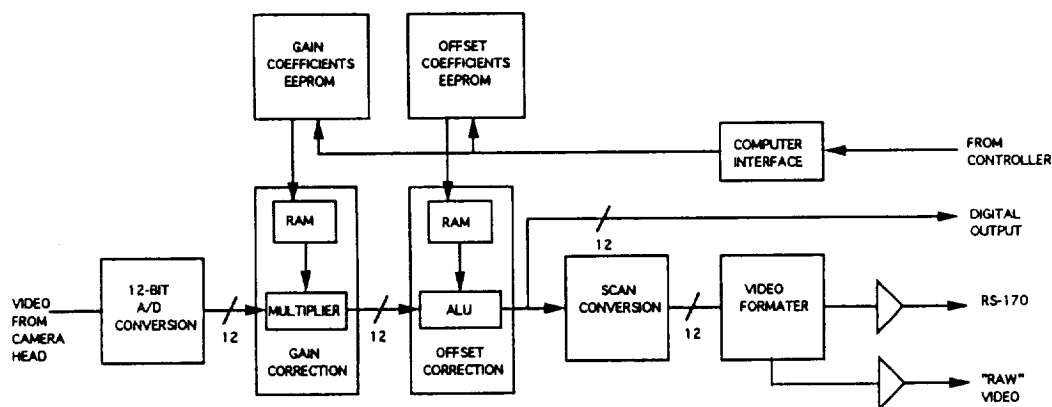 GAIN
COEFFICIENTS
EEPROM
OFFSET
COEFFICIENTS
EEPROM
COMPUTER
INTERFACE
FROM
CONTROLLER
RAM
RAM
12
DIGITAL
OUTPUT
VIDEO
FROM
CAMERA
HEAD
12-BIT
A/D
CONVERSION
12
MULTIPLIER
12
ALU
SCAN
CONVERSION
12
VIDEO
FORMATER
RS-170
GAIN
CORRECTION
OFFSET
CORRECTION
"RAW"
VIDEO